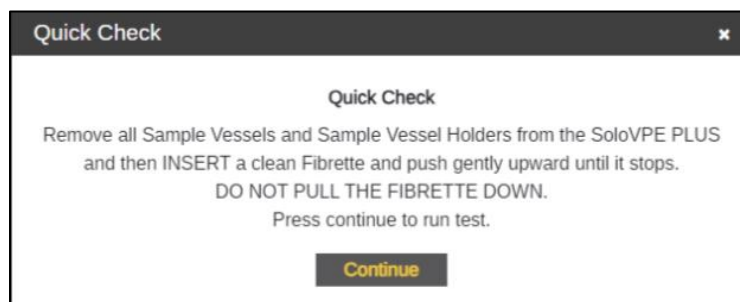 Quick Check
Quick Check
Remove all Sample Vessels and Sample Vessel Holders from the SoloVPE PLUS
and then INSERT a clean Fibrette and push gently upward until it stops.
DO NOT PULL THE FIBRETTE DOWN.
Press continue to run test.
Continue